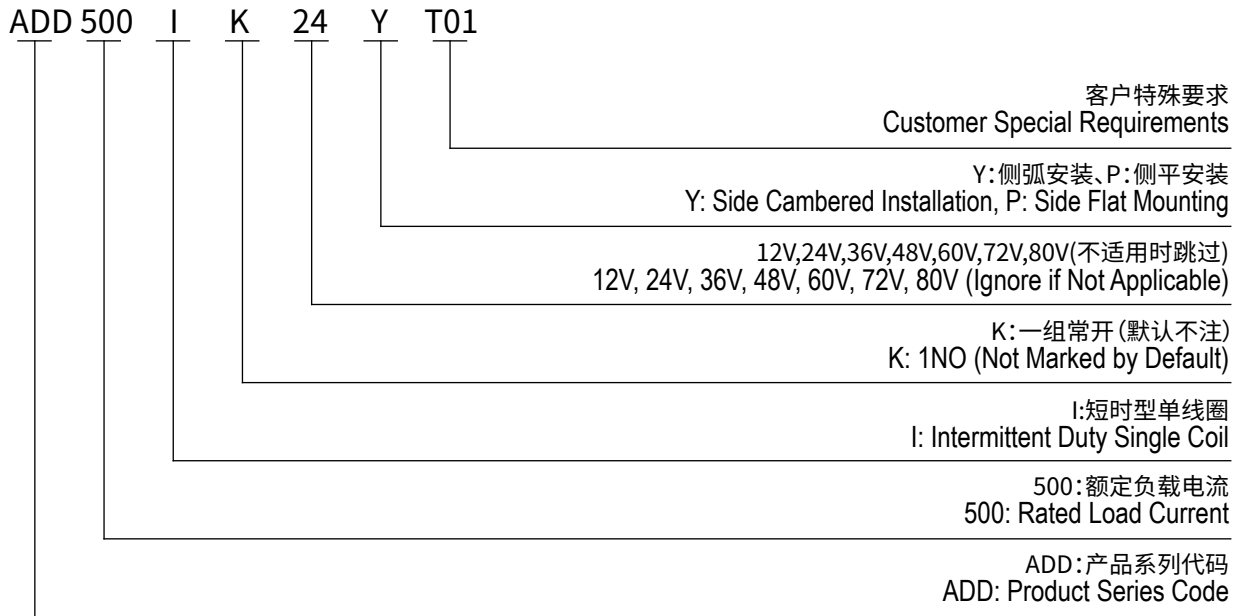 ADD 500 I K 24 Y T01
客户特殊要求
Customer Special Requirements
Y:侧弧安装、P:侧平安装
Y: Side Cambered Installation, P: Side Flat Mounting
12V,24V,36V,48V,60V,72V,80V(不适用时跳过)
12V, 24V, 36V, 48V, 60V, 72V, 80V (Ignore if Not Applicable)
K:一组常开(默认不注)
K: 1NO (Not Marked by Default)
I:短时型单线圈
I: Intermittent Duty Single Coil
500:额定负载电流
500: Rated Load Current
ADD:产品系列代码
ADD: Product Series Code